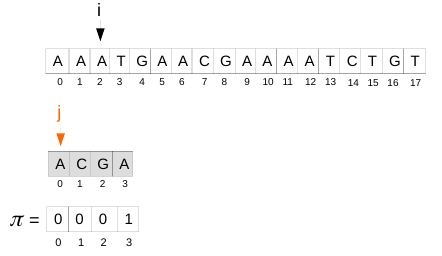 i
A A A T G A A C G A A A A T C T G T
0 1 2 3 4 5 6 7 8 9 10 11 12 13 14 15 16 17
j
A C G A
0 1 2 3
π = 0 0 0 1
0 1 2 3